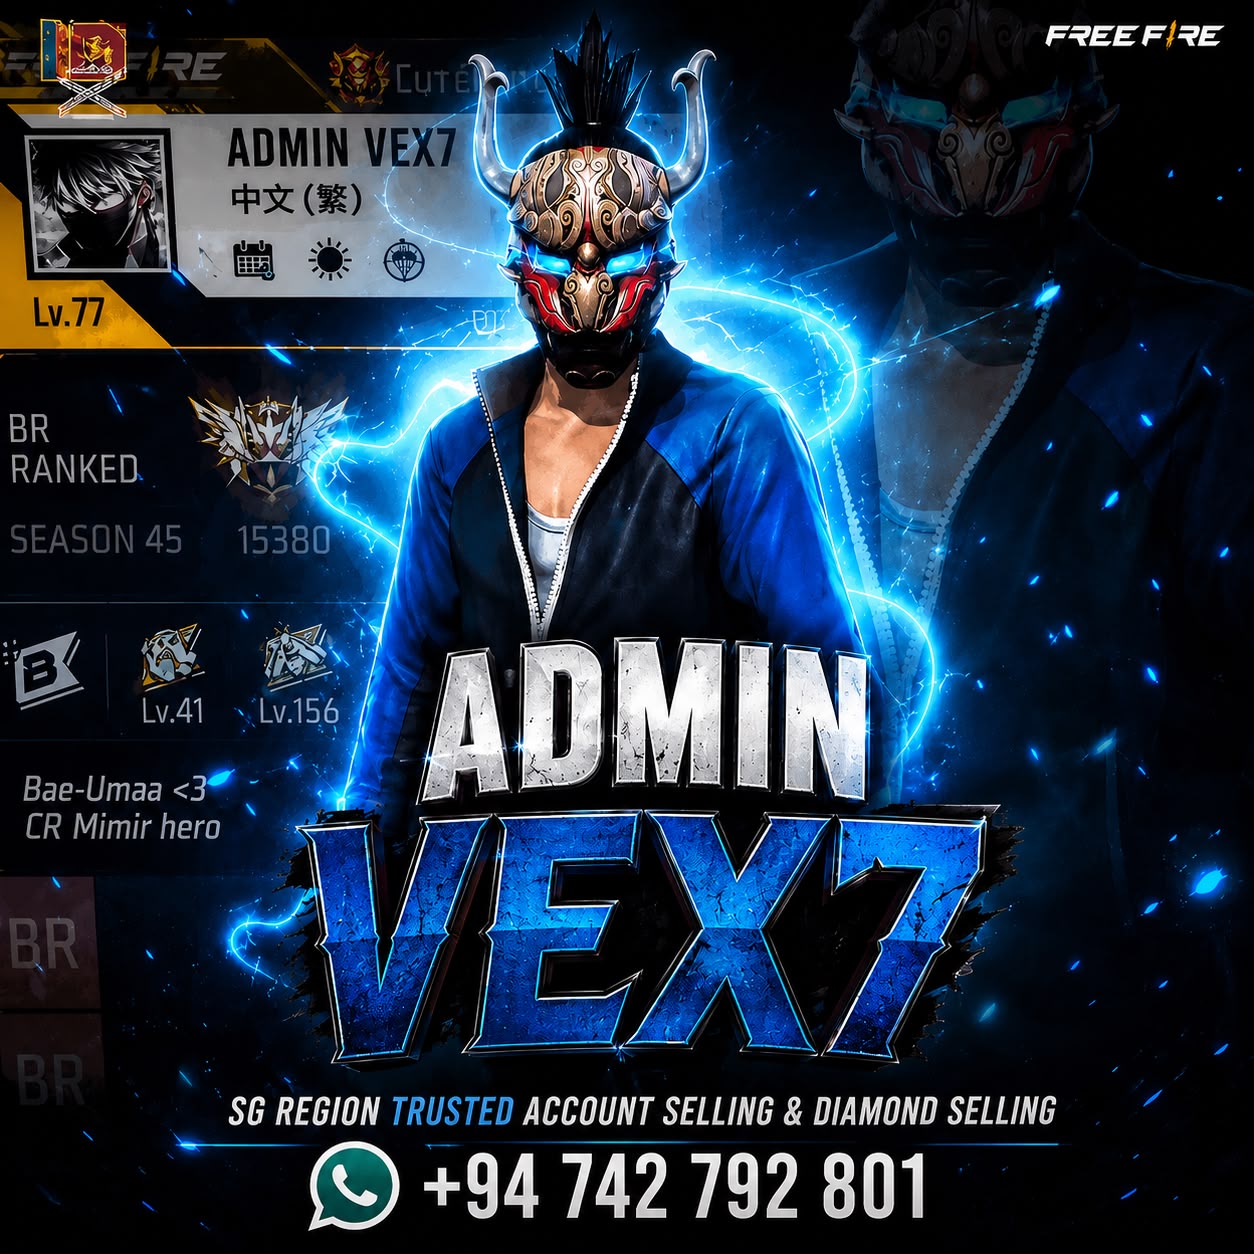 FREE FIRE
FREE FIRE
ADMIN VEX7
中文 (繁)
Lv.77
BR
RANKED
SEASON 45
15380
B
Lv.41
Lv.156
Bae-Umaa <3
CR Mimir hero
BR
BR
ADMIN
VEX7
SG REGION TRUSTED ACCOUNT SELLING & DIAMOND SELLING
+94 742 792 801